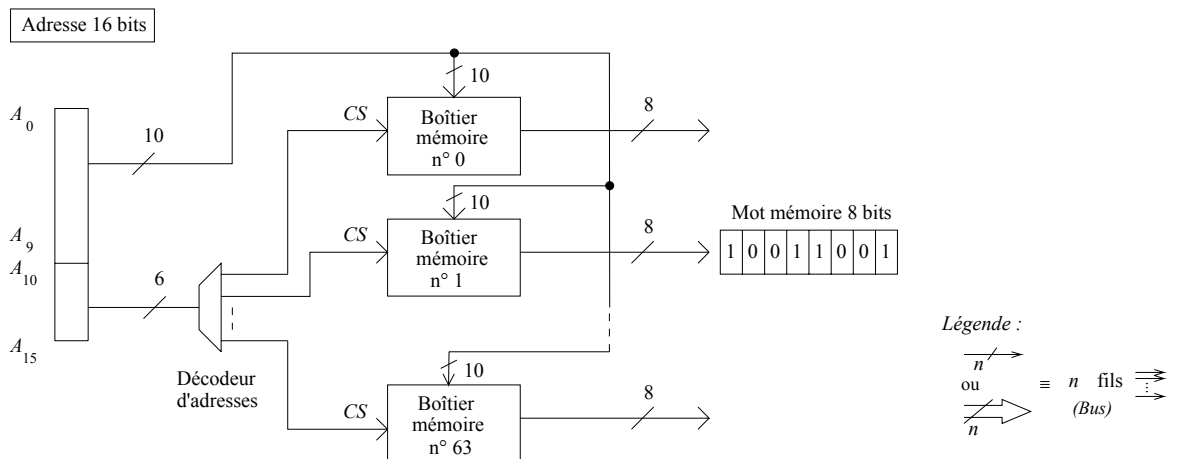 Adresse 16 bits
10
8
A0
CS
Boîtier
mémoire
n° 0
10
10
8
Mot mémoire 8 bits
A9
CS
Boîtier
mémoire
n° 1
1 0 0 1 1 0 0 1
A10
6
Légende :
A15
n
10
8
Décodeur
d'adresses
ou
≡ n fils
(Bus)
n
CS
Boîtier
mémoire
n° 63